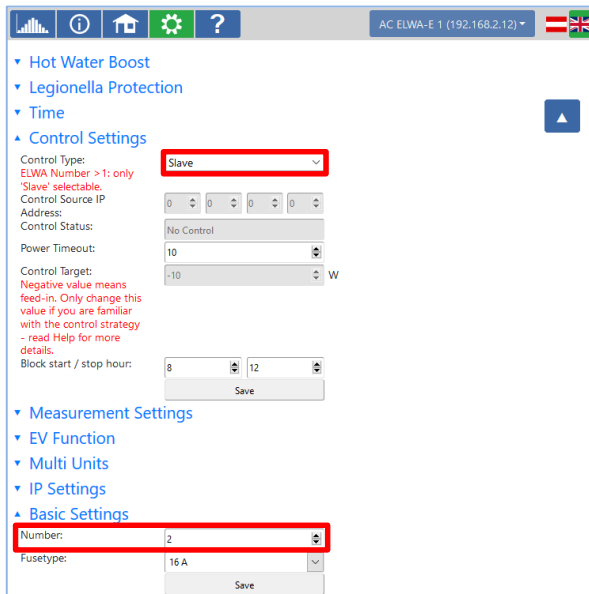 ?
AC ELWA-E 1 (192.168.2.12)
Hot Water Boost
Legionella Protection
Time
Control Settings
Control Type:
Slave
ELWA Number >1: only
'Slave' selectable.
Control Source IP
Address:
0 0 0 0
Control Status:
No Control
Power Timeout:
10
Control Target:
-10 W
Negative value means
feed-in. Only change this
value if you are familiar
with the control strategy
- read Help for more
details.
Block start / stop hour:
8 12
Save
Measurement Settings
EV Function
Multi Units
IP Settings
Basic Settings
Number:
2
Fusetype:
16 A
Save